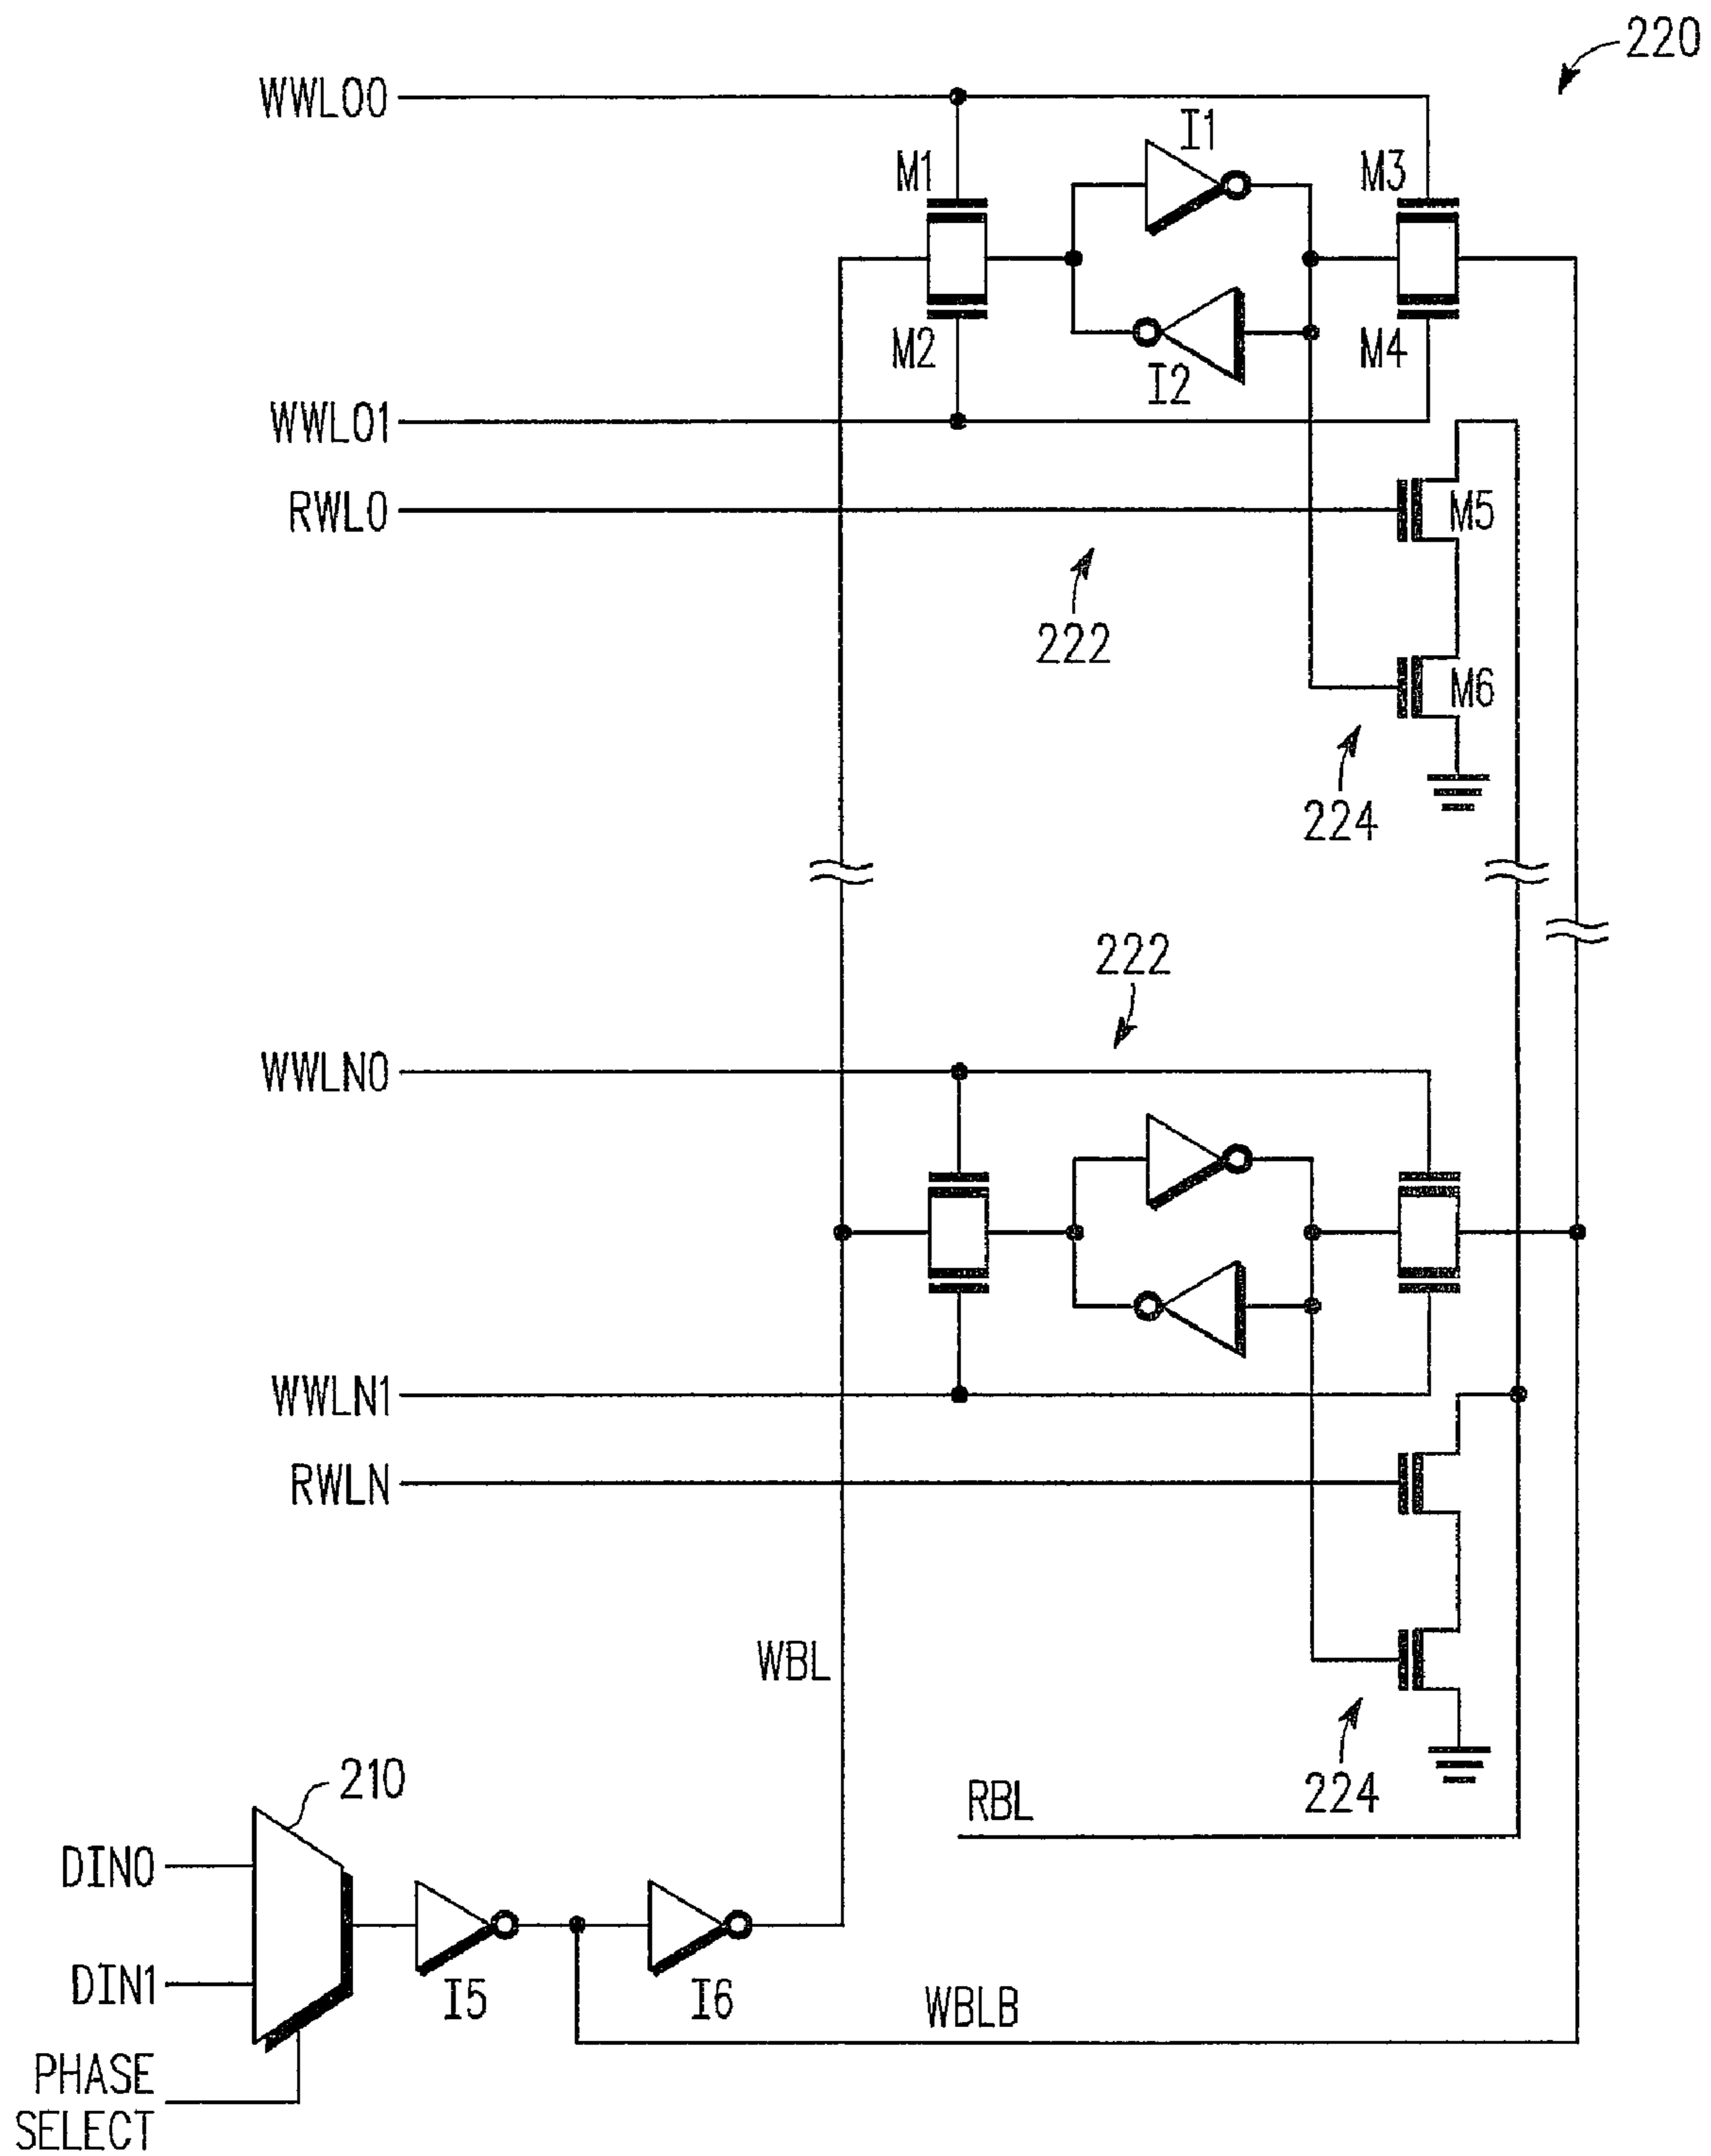 220
WWL00
I1
M1
M3
M2
M4
I2
WWL01
RWL0
M5
222
M6
224
222
WWLN0
WWLN1
RWLN
WBL
224
210
RBL
DIN0
DIN1
I5
I6
WBLB
PHASE
SELECT